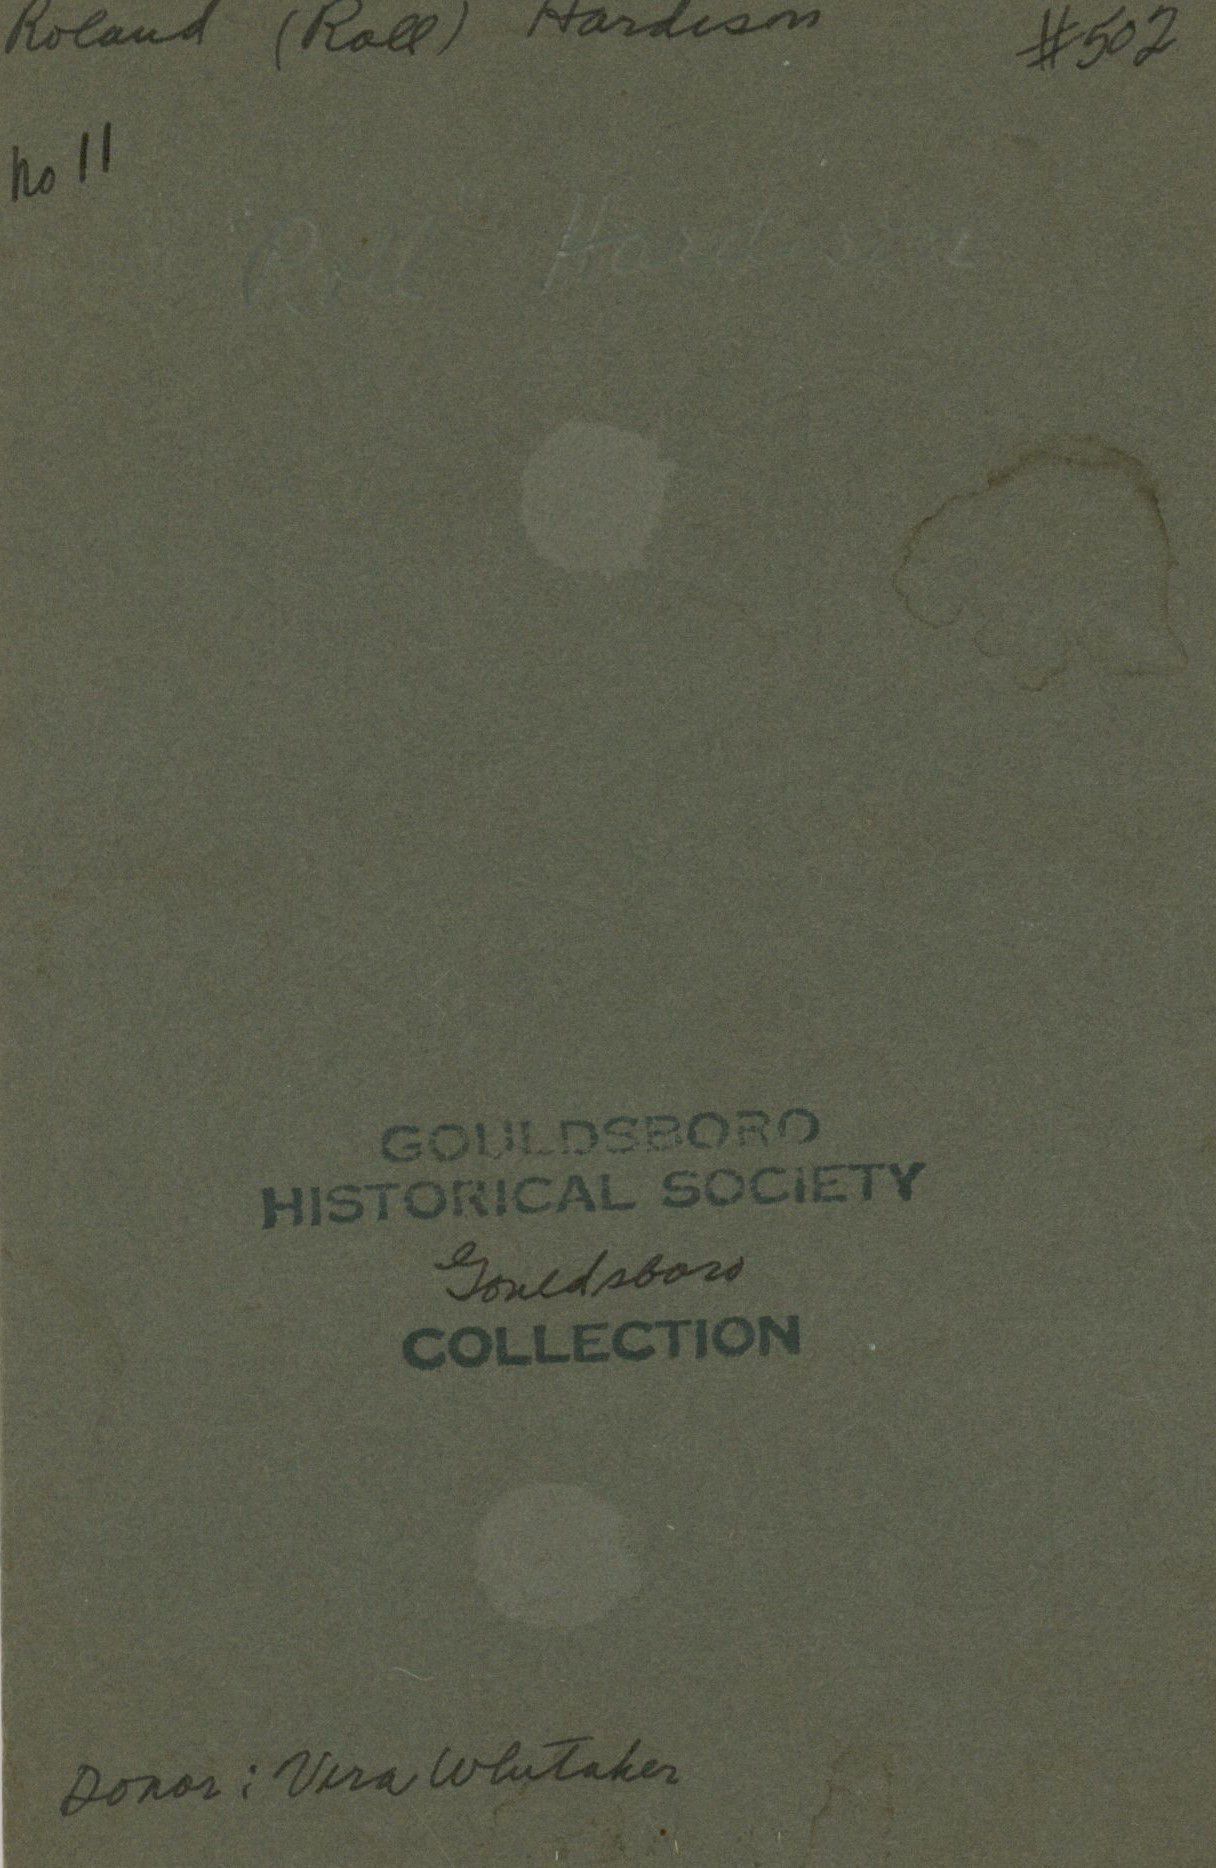 Roland (Roll) Hardison #502
No 11
"Roll" Hardison
GOULDSBORO
HISTORICAL SOCIETY
Gouldsboro
COLLECTION
Donor: Vera Whitaker